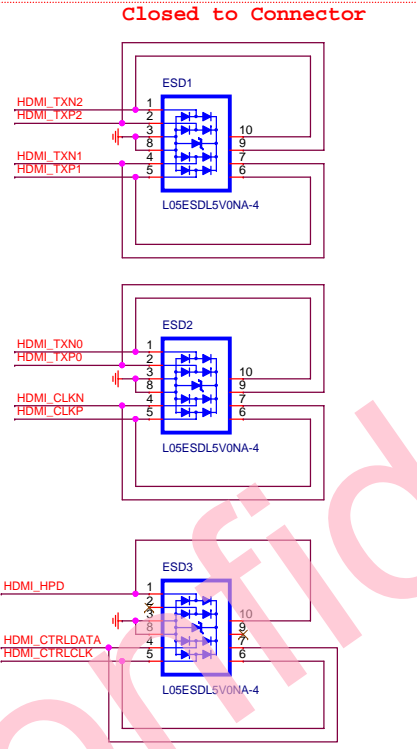 Closed to Connector
ESD1
HDMI_TXN2 1
HDMI_TXP2 2
3 10
8 9
HDMI_TXN1 4 7
HDMI_TXP1 5 6
L05ESDL5V0NA-4
ESD2
HDMI_TXN0 1
HDMI_TXP0 2
3 10
8 9
HDMI_CLKN 4 7
HDMI_CLKP 5 6
L05ESDL5V0NA-4
ESD3
HDMI_HPD 1
2
3 10
8 9
HDMI_CTRLDATA 4 7
HDMI_CTRLCLK 5 6
L05ESDL5V0NA-4
onfid